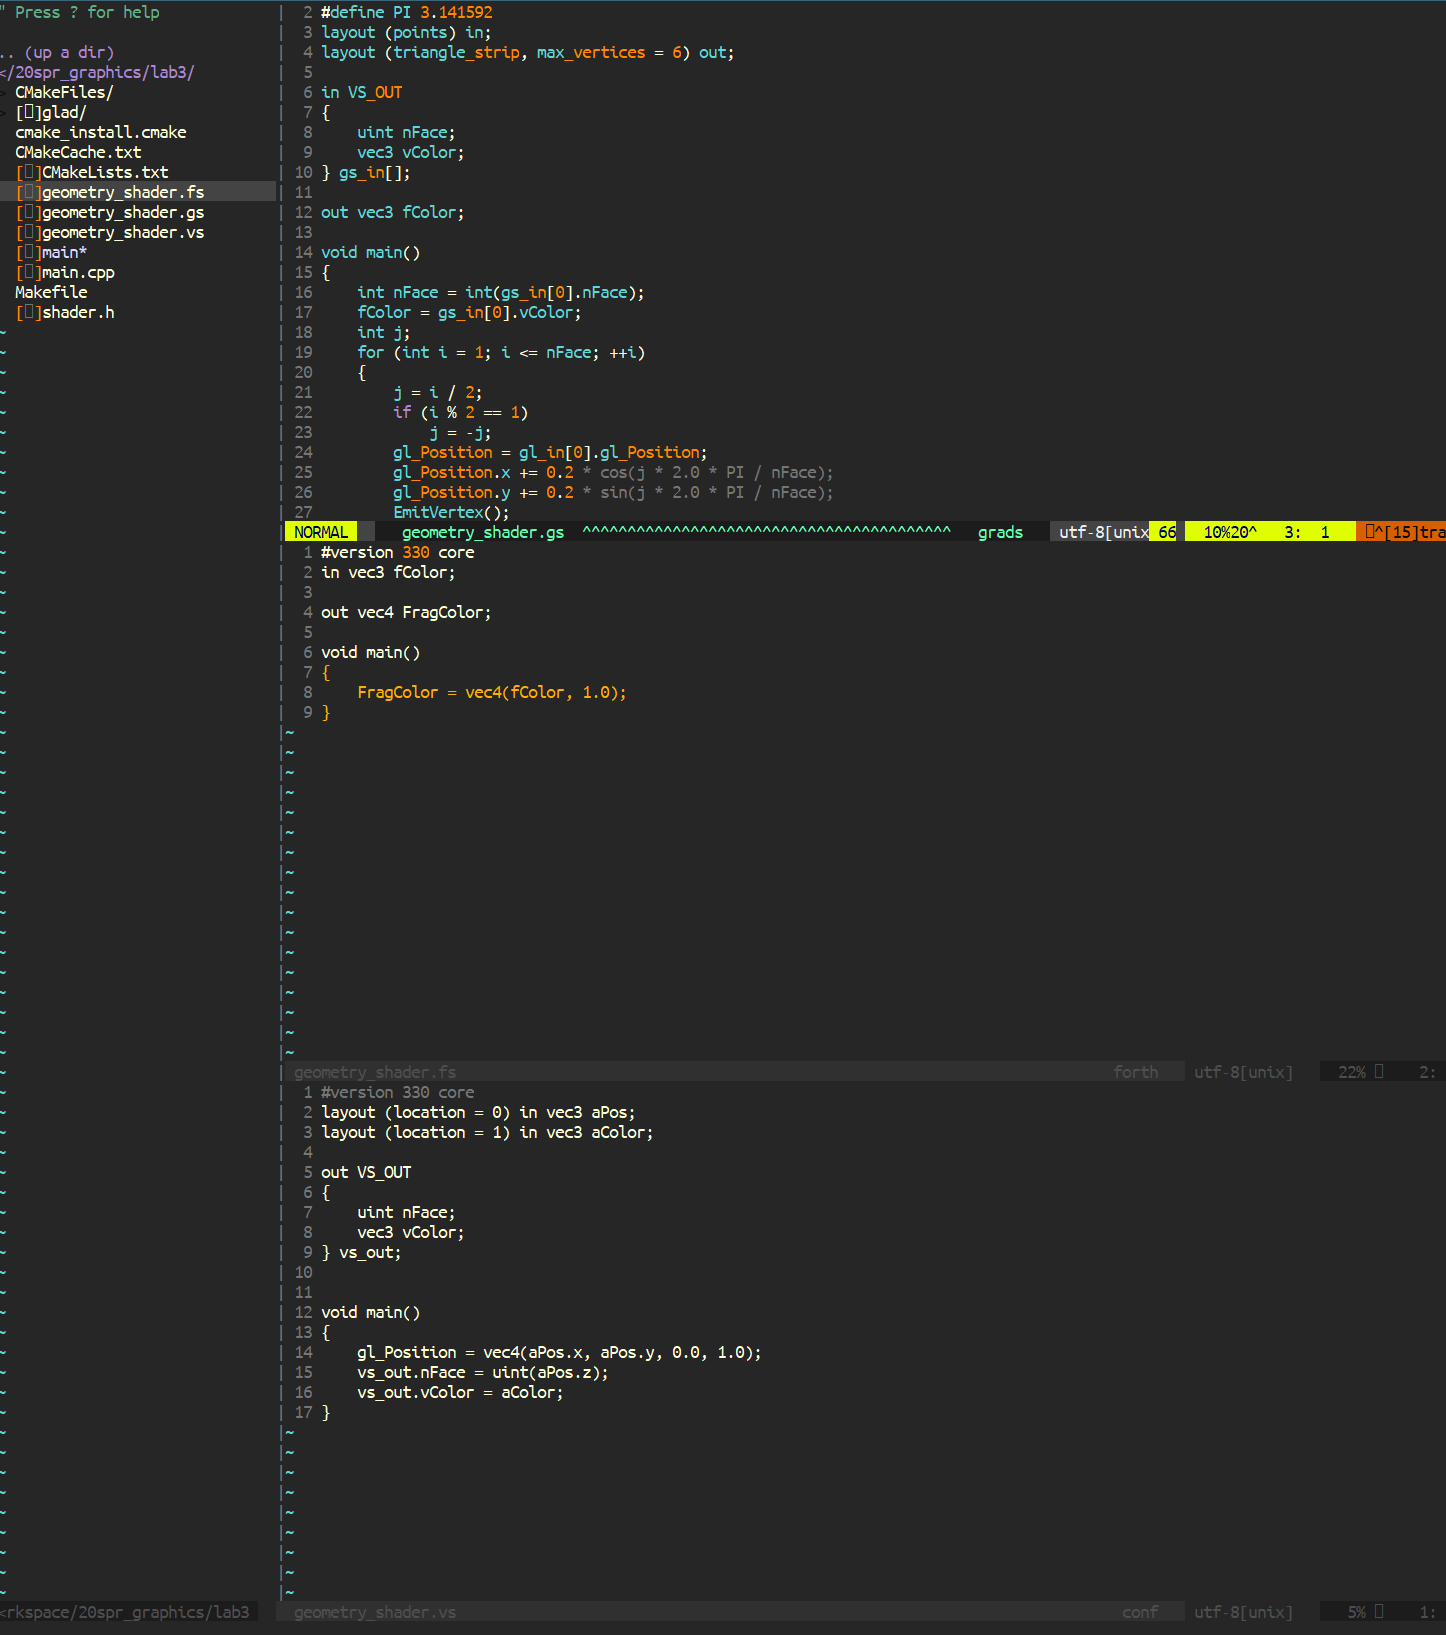 " Press ? for help
.. (up a dir)
</20spr_graphics/lab3/
CMakeFiles/
[]glad/
cmake_install.cmake
CMakeCache.txt
[]CMakeLists.txt
[]geometry_shader.fs
[]geometry_shader.gs
[]geometry_shader.vs
[]main*
[]main.cpp
Makefile
[]shader.h
<rkspace/20spr_graphics/lab3
2 #define PI 3.141592
3 layout (points) in;
4 layout (triangle_strip, max_vertices = 6) out;
5
6 in VS_OUT
7 {
8     uint nFace;
9     vec3 vColor;
10 } gs_in[];
11
12 out vec3 fColor;
13
14 void main()
15 {
16     int nFace = int(gs_in[0].nFace);
17     fColor = gs_in[0].vColor;
18     int j;
19     for (int i = 1; i <= nFace; ++i)
20     {
21         j = i / 2;
22         if (i % 2 == 1)
23             j = -j;
24         gl_Position = gl_in[0].gl_Position;
25         gl_Position.x += 0.2 * cos(j * 2.0 * PI / nFace);
26         gl_Position.y += 0.2 * sin(j * 2.0 * PI / nFace);
27         EmitVertex();
NORMAL geometry_shader.gs ^^^^^^^^^^^^^^^^^^^^^^^^^^^^^^^^^^^^^^^^^ grads utf-8[unix 66 10%20^ 3: 1 ^[15]tra
1 #version 330 core
2 in vec3 fColor;
3
4 out vec4 FragColor;
5
6 void main()
7 {
8     FragColor = vec4(fColor, 1.0);
9 }
geometry_shader.fs forth utf-8[unix] 22% 2:
1 #version 330 core
2 layout (location = 0) in vec3 aPos;
3 layout (location = 1) in vec3 aColor;
4
5 out VS_OUT
6 {
7     uint nFace;
8     vec3 vColor;
9 } vs_out;
10
11
12 void main()
13 {
14     gl_Position = vec4(aPos.x, aPos.y, 0.0, 1.0);
15     vs_out.nFace = uint(aPos.z);
16     vs_out.vColor = aColor;
17 }
geometry_shader.vs conf utf-8[unix] 5% 1: